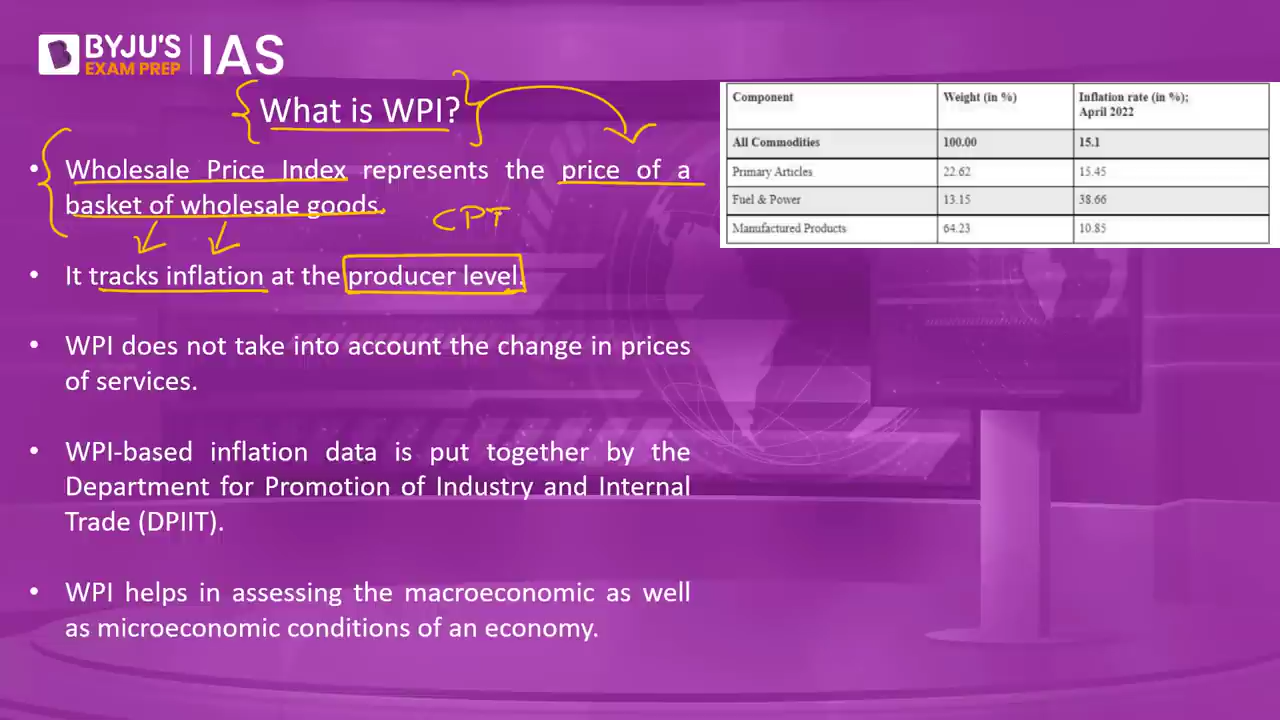 BYJU'S
EXAM PREP
IAS
What is WPI?
• Wholesale Price Index represents the price of a
basket of wholesale goods.
CPI
• It tracks inflation at the producer level.
• WPI does not take into account the change in prices
of services.
• WPI-based inflation data is put together by the
Department for Promotion of Industry and Internal
Trade (DPIIT).
• WPI helps in assessing the macroeconomic as well
as microeconomic conditions of an economy.
Component Weight (in %) Inflation rate (in %);
April 2022
All Commodities 100.00 15.1
Primary Articles 22.62 15.45
Fuel & Power 13.15 38.66
Manufactured Products 64.23 10.85